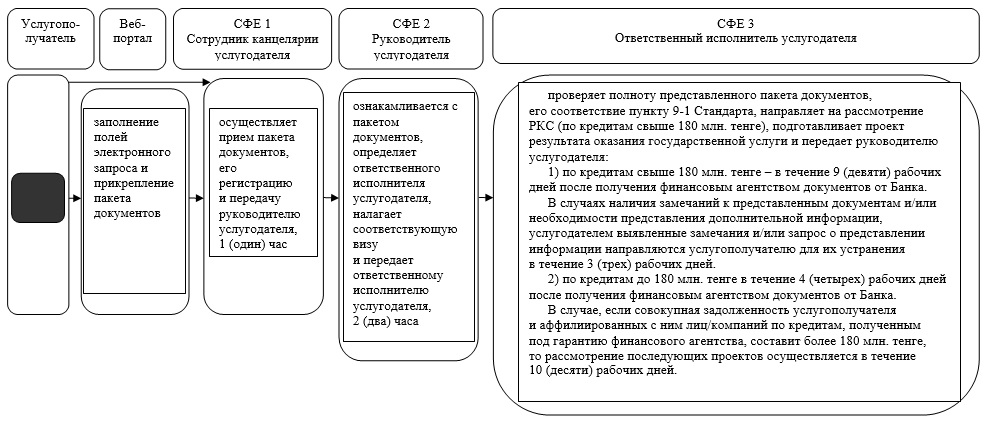 Услугопо-
лучатель
Веб-
портал
СФЕ 1
Сотрудник канцелярии
услугодателя
СФЕ 2
Руководитель
услугодателя
СФЕ 3
Ответственный исполнитель услугодателя
заполнение
полей
электронного
запроса и
прикрепление
пакета
документов
осуществляет
прием пакета
документов,
его
регистрацию
и передачу
руководителю
услугодателя,
1 (один) час
ознакамливается с
пакетом
документов,
определяет
ответственного
исполнителя
услугодателя,
налагает
соответствующую
визу
и передает
ответственному
исполнителю
услугодателя,
2 (два) часа
проверяет полноту представленного пакета документов,
его соответствие пункту 9-1 Стандарта, направляет на рассмотрение
РКС (по кредитам свыше 180 млн. тенге), подготавливает проект
результата оказания государственной услуги и передает руководителю
услугодателя:
1) по кредитам свыше 180 млн. тенге – в течение 9 (девяти) рабочих
дней после получения финансовым агентством документов от Банка.
В случаях наличия замечаний к представленным документам и/или
необходимости представления дополнительной информации,
услугодателем выявленные замечания и/или запрос о представлении
информации направляются услугополучателю для их устранения
в течение 3 (трех) рабочих дней.
2) по кредитам до 180 млн. тенге в течение 4 (четырех) рабочих дней
после получения финансовым агентством документов от Банка.
В случае, если совокупная задолженность услугополучателя
и аффилиированных с ним лиц/компаний по кредитам, полученным
под гарантию финансового агентства, составит более 180 млн. тенге,
то рассмотрение последующих проектов осуществляется в течение
10 (десяти) рабочих дней.